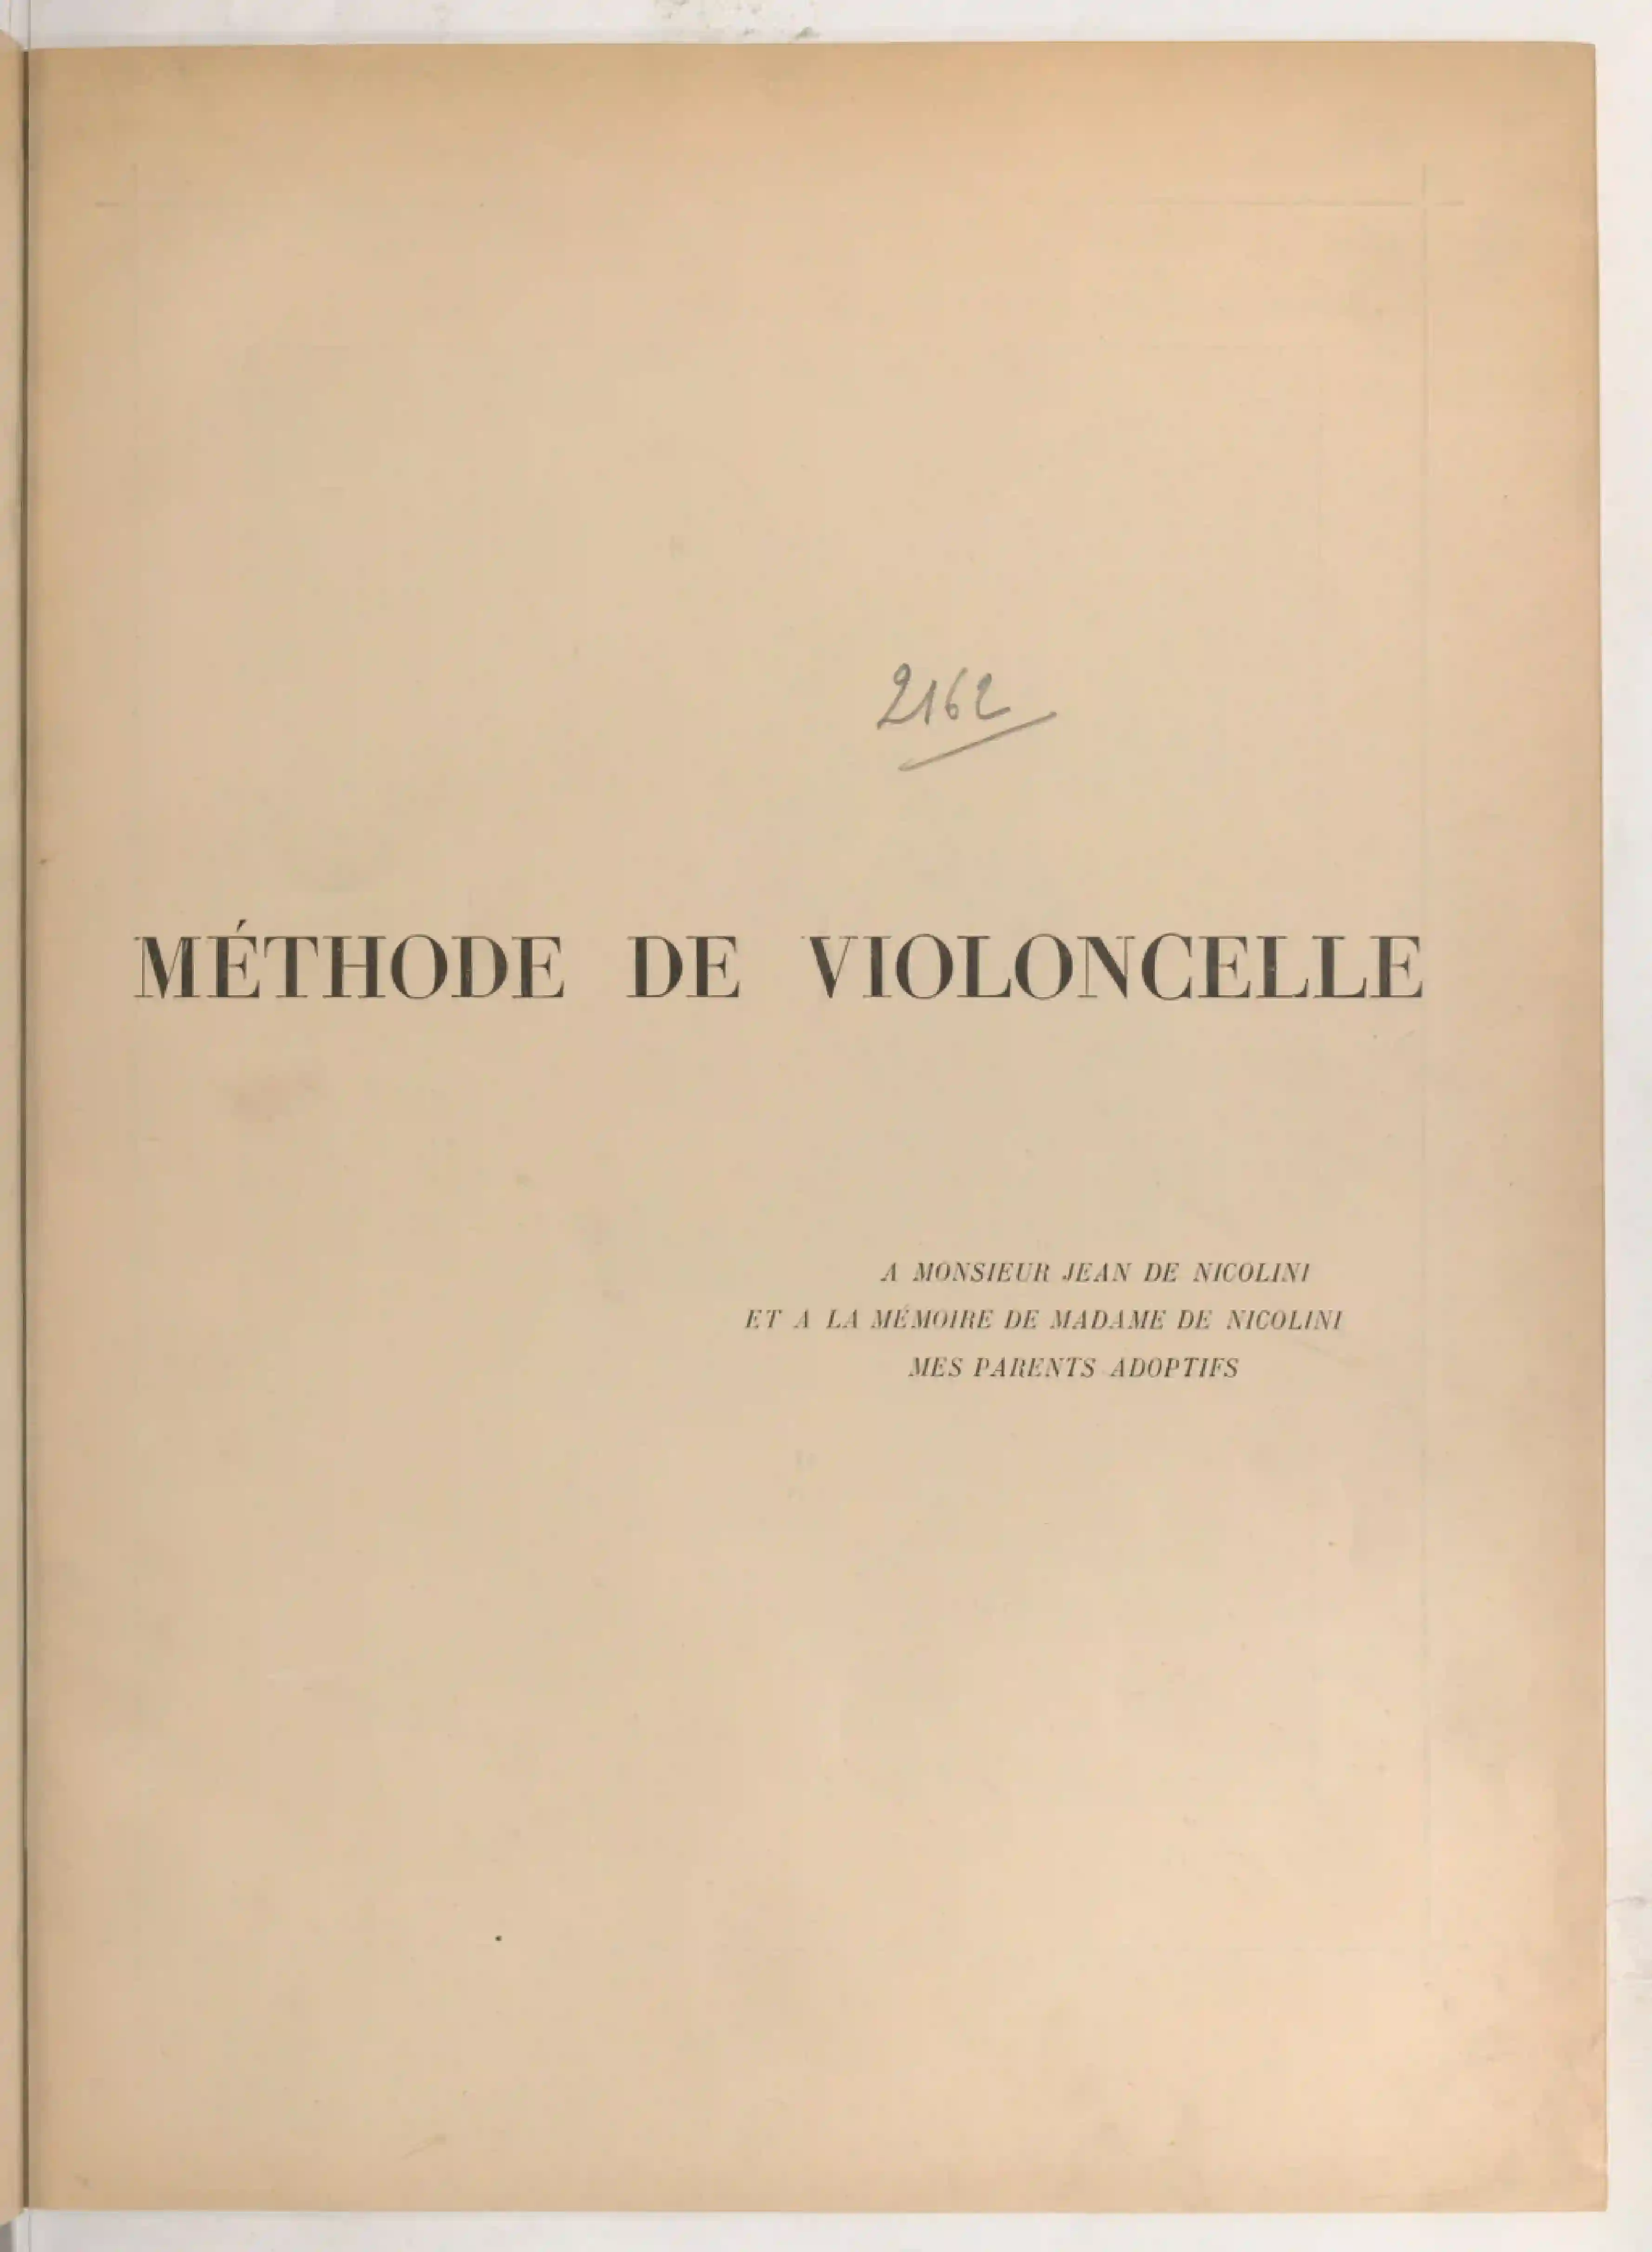 2162
MÉTHODE DE VIOLONCELLE
A MONSIEUR JEAN DE NICOLINI
ET A LA MÉMOIRE DE MADAME DE NICOLINI
MES PARENTS ADOPTIFS